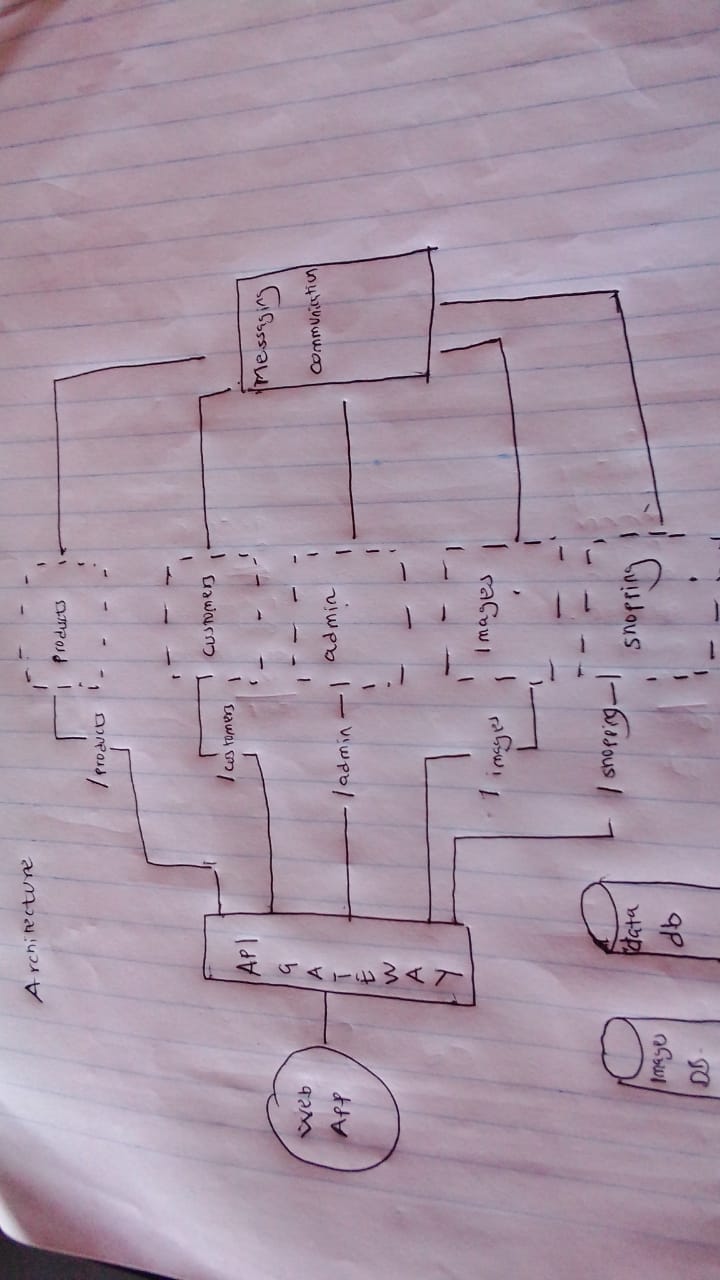 Architecture
Web
App
API
G
A
T
E
W
A
Y
/products
/customers
/admin
/images
/shopping
products
customers
admin
Images
shopping
Messaging
communication
Images
DB.
data
db